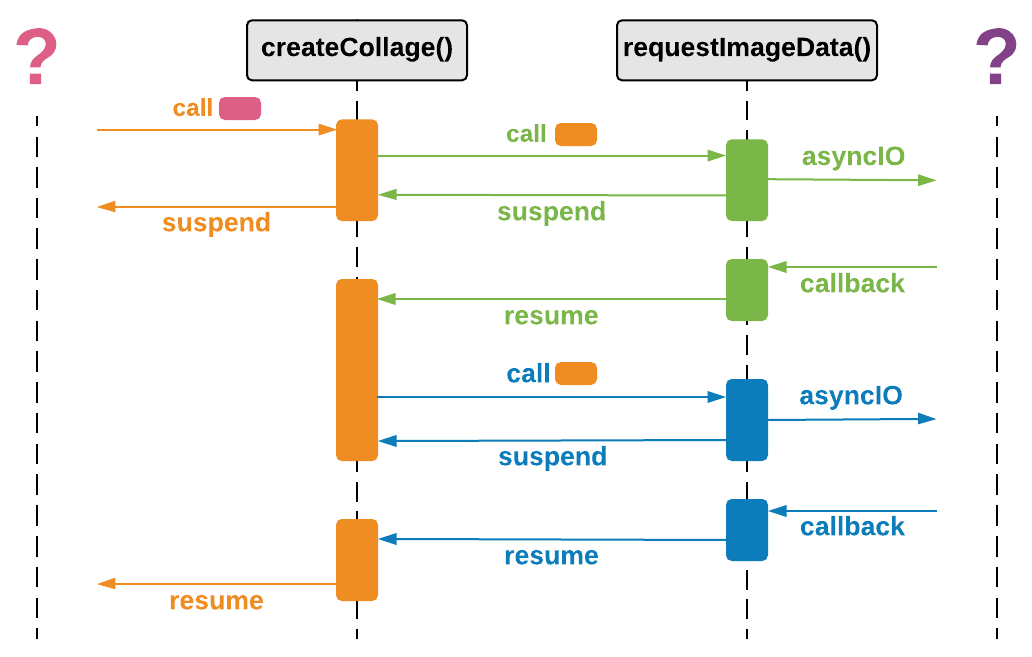 ?
createCollage()
requestImageData()
?
call
call
asyncIO
suspend
suspend
callback
resume
call
asyncIO
suspend
callback
resume
resume